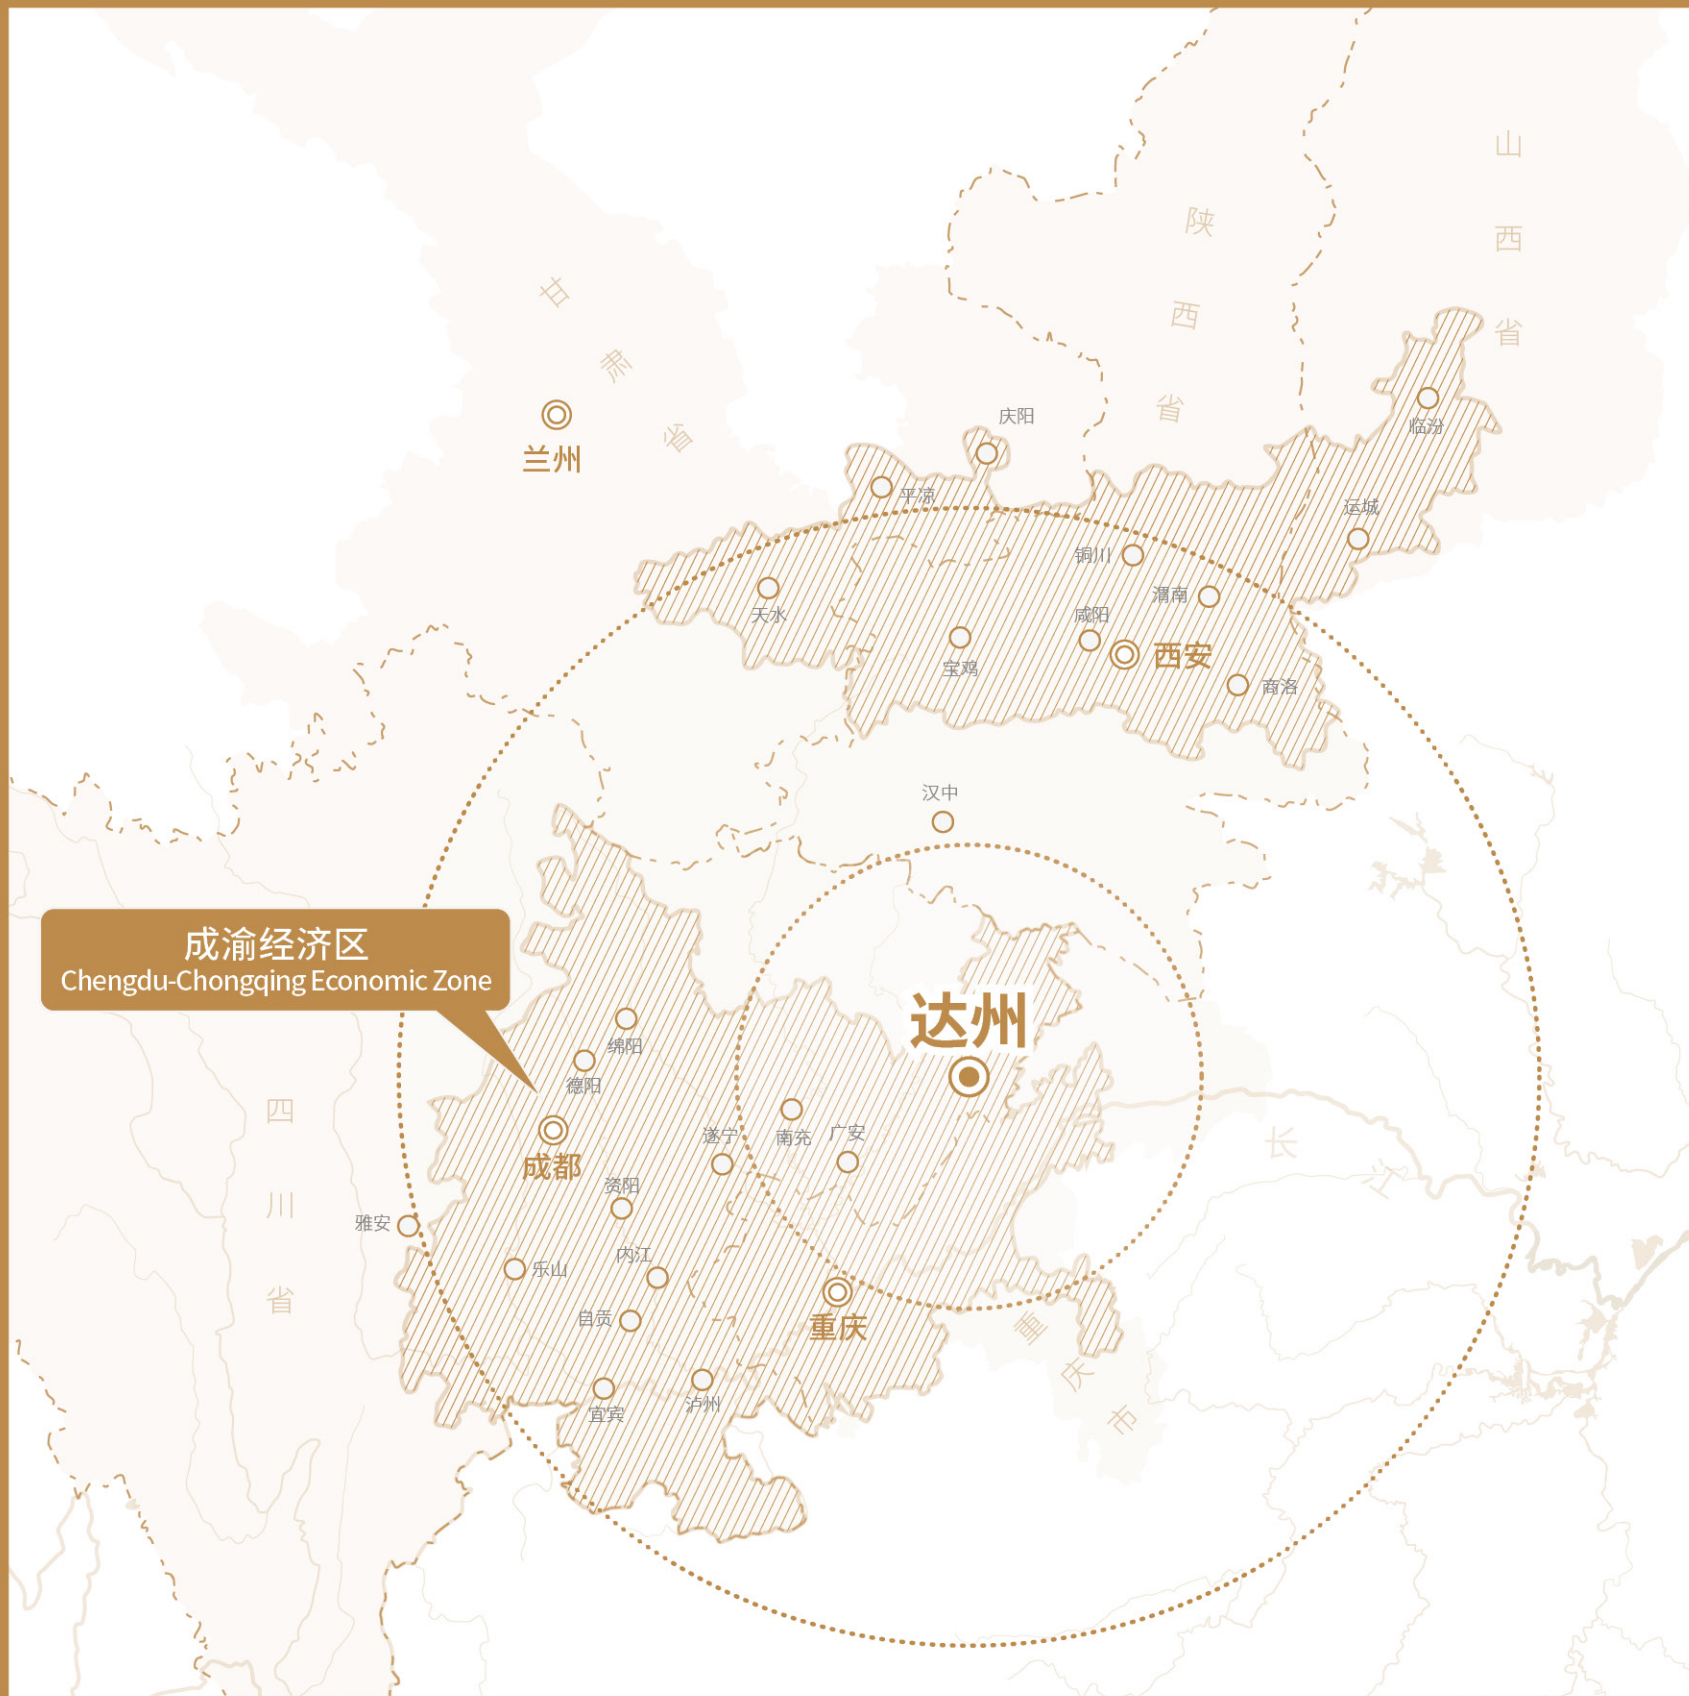 山西省
陕西省
甘肃省
兰州
庆阳
平凉
临汾
运城
铜川
渭南
咸阳
天水
宝鸡
西安
商洛
汉中
成渝经济区
Chengdu-Chongqing Economic Zone
达州
绵阳
德阳
成都
遂宁
南充
广安
资阳
雅安
乐山
内江
自贡
重庆
宜宾
泸州
四川省
长江
重庆市